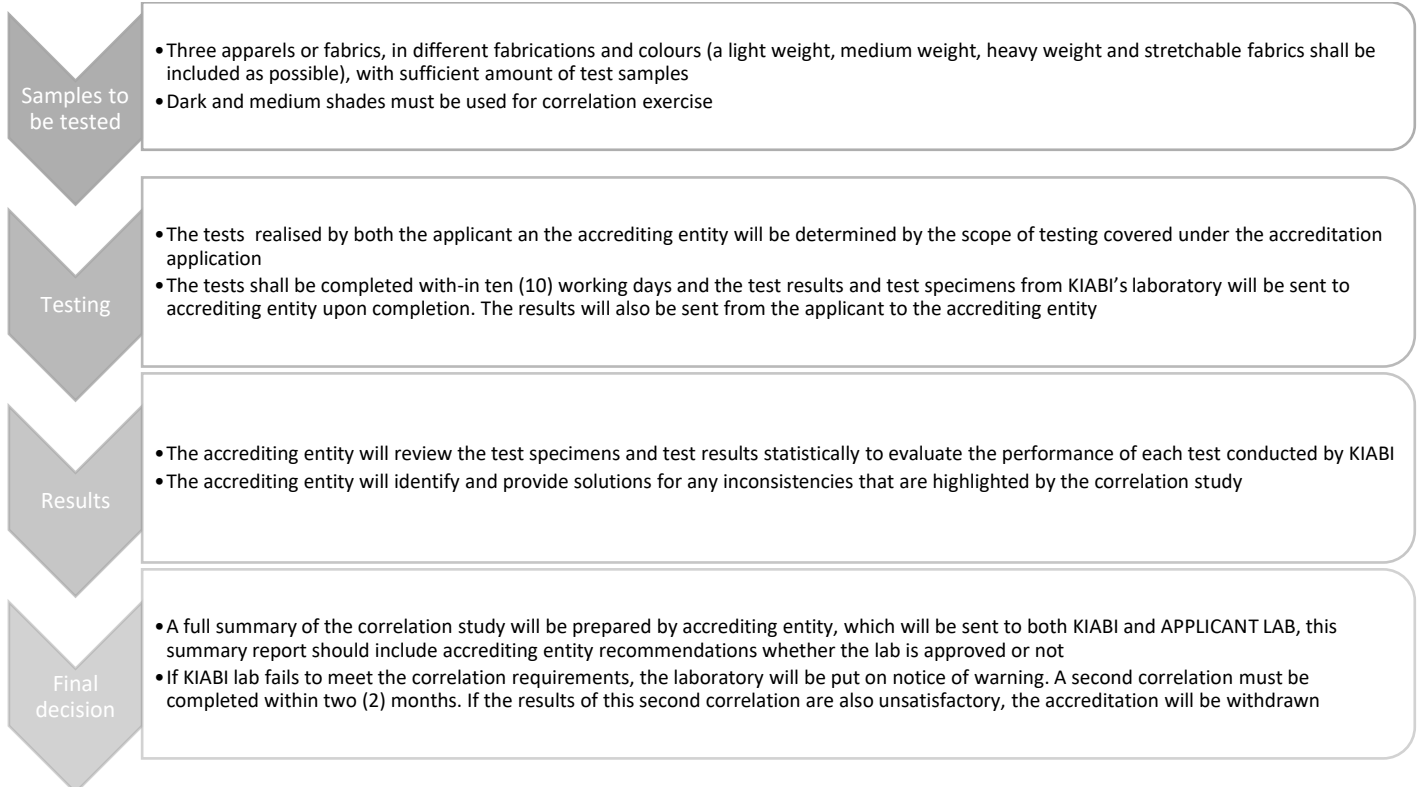 Samples to
be tested
•Three apparels or fabrics, in different fabrications and colours (a light weight, medium weight, heavy weight and stretchable fabrics shall be
included as possible), with sufficient amount of test samples
•Dark and medium shades must be used for correlation exercise
Testing
•The tests  realised by both the applicant an the accrediting entity will be determined by the scope of testing covered under the accreditation
application
•The tests shall be completed with-in ten (10) working days and the test results and test specimens from KIABI's laboratory will be sent to
accrediting entity upon completion. The results will also be sent from the applicant to the accrediting entity
Results
•The accrediting entity will review the test specimens and test results statistically to evaluate the performance of each test conducted by KIABI
•The accrediting entity will identify and provide solutions for any inconsistencies that are highlighted by the correlation study
Final
decision
•A full summary of the correlation study will be prepared by accrediting entity, which will be sent to both KIABI and APPLICANT LAB, this
summary report should include accrediting entity recommendations whether the lab is approved or not
•If KIABI lab fails to meet the correlation requirements, the laboratory will be put on notice of warning. A second correlation must be
completed within two (2) months. If the results of this second correlation are also unsatisfactory, the accreditation will be withdrawn